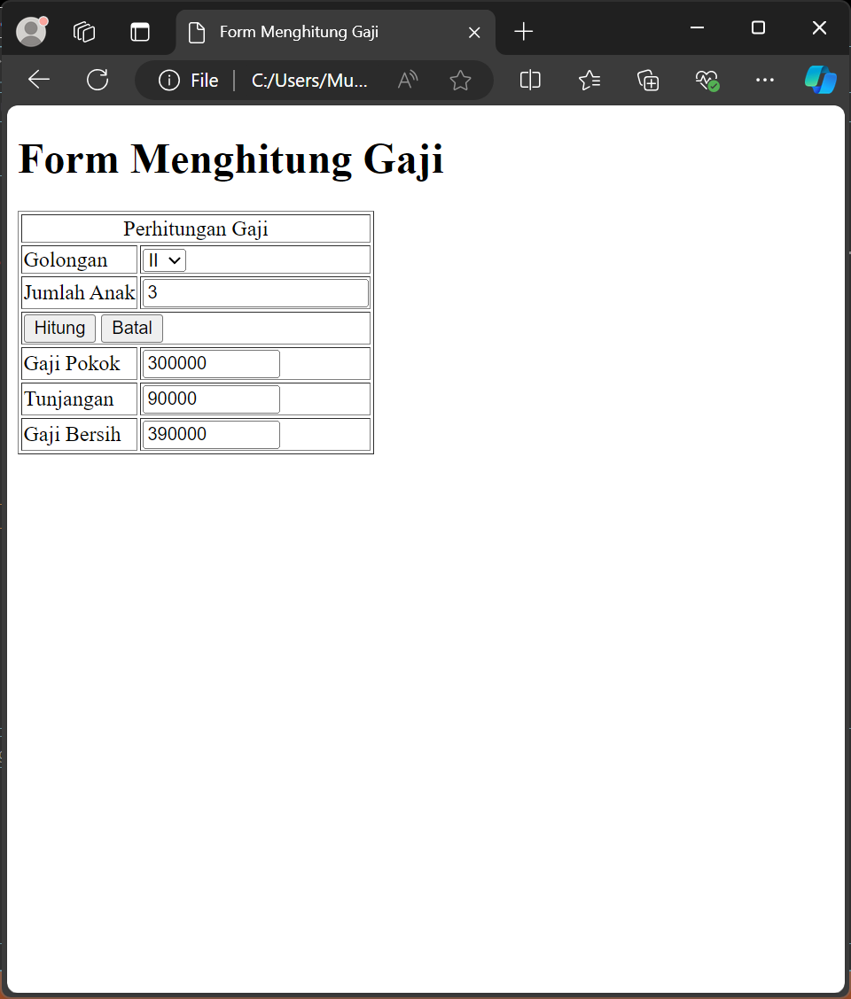 Form Menghitung Gaji
File C:/Users/Mu...
Form Menghitung Gaji
Perhitungan Gaji
Golongan II
Jumlah Anak 3
Hitung Batal
Gaji Pokok 300000
Tunjangan 90000
Gaji Bersih 390000